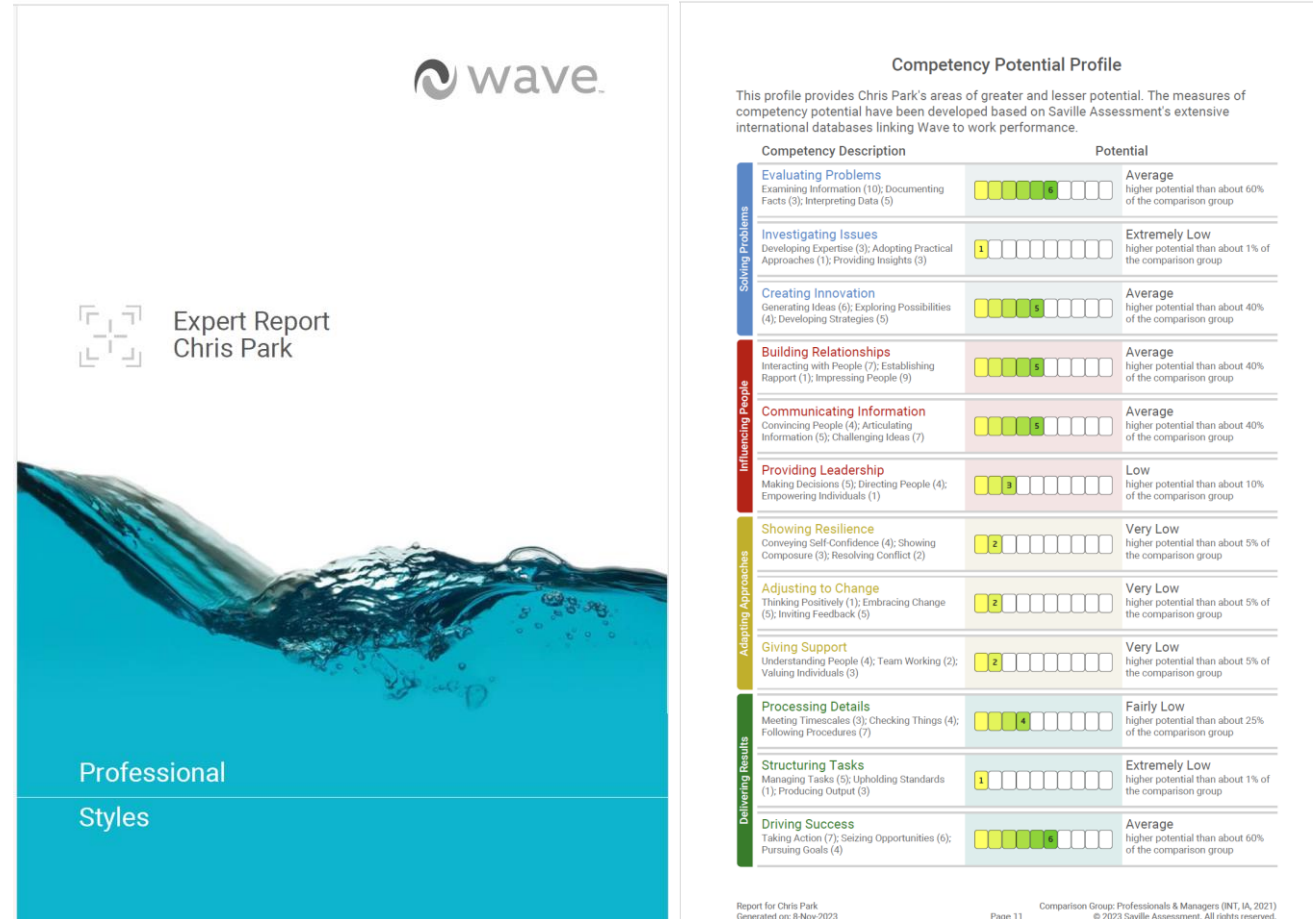 wave
Expert Report
Chris Park
Professional
Styles
Competency Potential Profile
This profile provides Chris Park's areas of greater and lesser potential. The measures of
competency potential have been developed based on Saville Assessment's extensive
international databases linking Wave to work performance.
Competency Description Potential
Solving Problems
Evaluating Problems
Examining Information (10); Documenting
Facts (3); Interpreting Data (5)
6
Average
higher potential than about 60%
of the comparison group
Investigating Issues
Developing Expertise (3); Adopting Practical
Approaches (1); Providing Insights (3)
1
Extremely Low
higher potential than about 1% of
the comparison group
Creating Innovation
Generating Ideas (6); Exploring Possibilities
(4); Developing Strategies (5)
5
Average
higher potential than about 40%
of the comparison group
Influencing People
Building Relationships
Interacting with People (7); Establishing
Rapport (1); Impressing People (9)
5
Average
higher potential than about 40%
of the comparison group
Communicating Information
Convincing People (4); Articulating
Information (5); Challenging Ideas (7)
5
Average
higher potential than about 40%
of the comparison group
Providing Leadership
Making Decisions (5); Directing People (4);
Empowering Individuals (1)
3
Low
higher potential than about 10%
of the comparison group
Adapting Approaches
Showing Resilience
Conveying Self-Confidence (4); Showing
Composure (3); Resolving Conflict (2)
2
Very Low
higher potential than about 5% of
the comparison group
Adjusting to Change
Thinking Positively (1); Embracing Change
(5); Inviting Feedback (5)
2
Very Low
higher potential than about 5% of
the comparison group
Giving Support
Understanding People (4); Team Working (2);
Valuing Individuals (3)
2
Very Low
higher potential than about 5% of
the comparison group
Delivering Results
Processing Details
Meeting Timescales (3); Checking Things (4);
Following Procedures (7)
4
Fairly Low
higher potential than about 25%
of the comparison group
Structuring Tasks
Managing Tasks (5); Upholding Standards
(1); Producing Output (3)
1
Extremely Low
higher potential than about 1% of
the comparison group
Driving Success
Taking Action (7); Seizing Opportunities (6);
Pursuing Goals (4)
6
Average
higher potential than about 60%
of the comparison group
Report for Chris Park Comparison Group: Professionals & Managers (INT, IA, 2021)
Generated on: 8-Nov-2023 Page 11 © 2023 Saville Assessment. All rights reserved.